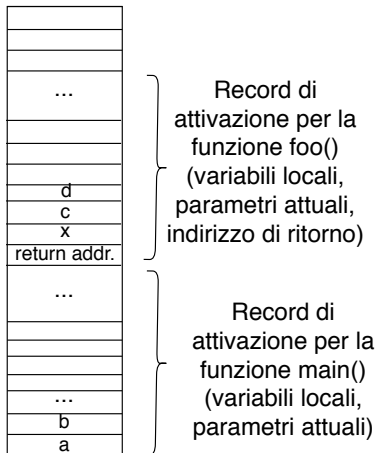 ...
d
c
x
return addr.
...
...
b
a
Record di
attivazione per la
funzione foo()
(variabili locali,
parametri attuali,
indirizzo di ritorno)
Record di
attivazione per la
funzione main()
(variabili locali,
parametri attuali)